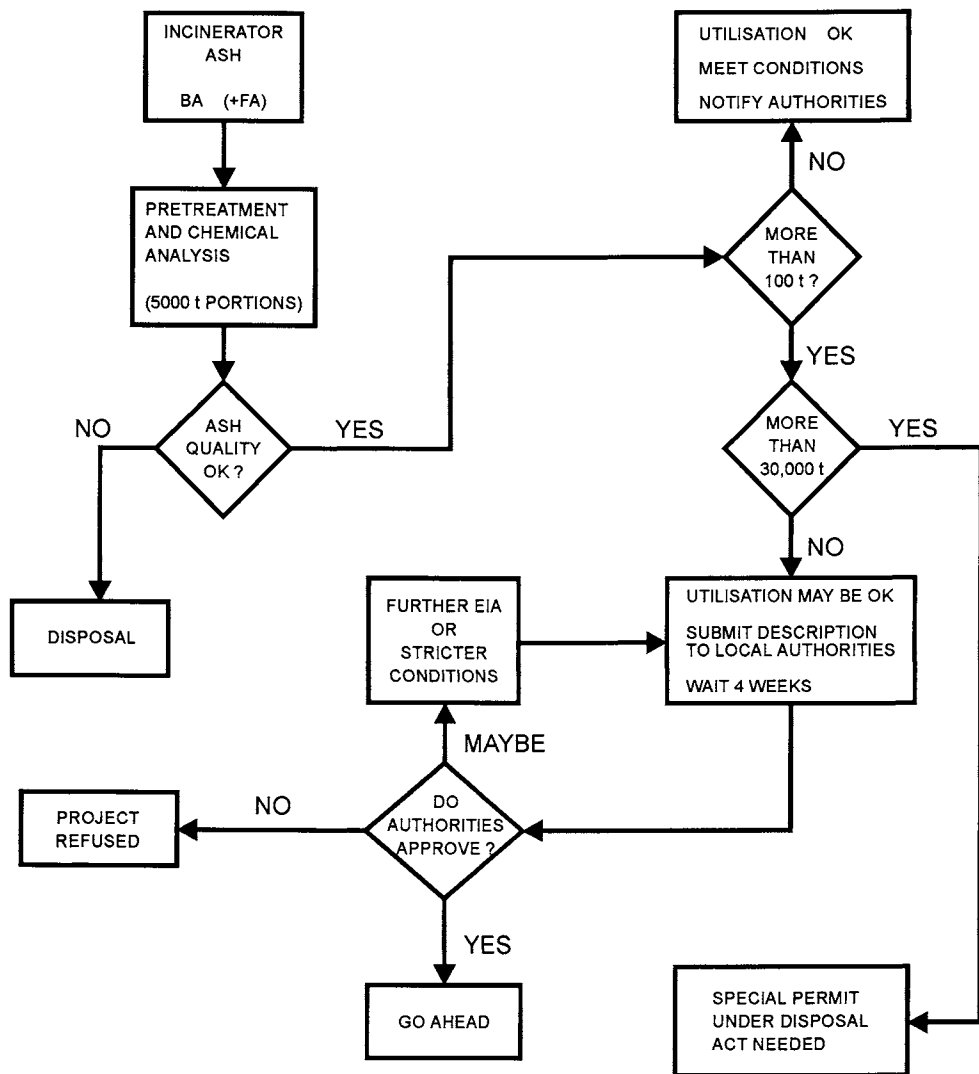 INCINERATOR
ASH
BA (+FA)
PRETREATMENT
AND CHEMICAL
ANALYSIS
(5000 t PORTIONS)
ASH
QUALITY
OK ?
NO
YES
DISPOSAL
UTILISATION OK
MEET CONDITIONS
NOTIFY AUTHORITIES
NO
MORE
THAN
100 t ?
YES
MORE
THAN
30,000 t
YES
NO
UTILISATION MAY BE OK
SUBMIT DESCRIPTION
TO LOCAL AUTHORITIES
WAIT 4 WEEKS
FURTHER EIA
OR
STRICTER
CONDITIONS
MAYBE
DO
AUTHORITIES
APPROVE ?
NO
PROJECT
REFUSED
YES
GO AHEAD
SPECIAL PERMIT
UNDER DISPOSAL
ACT NEEDED